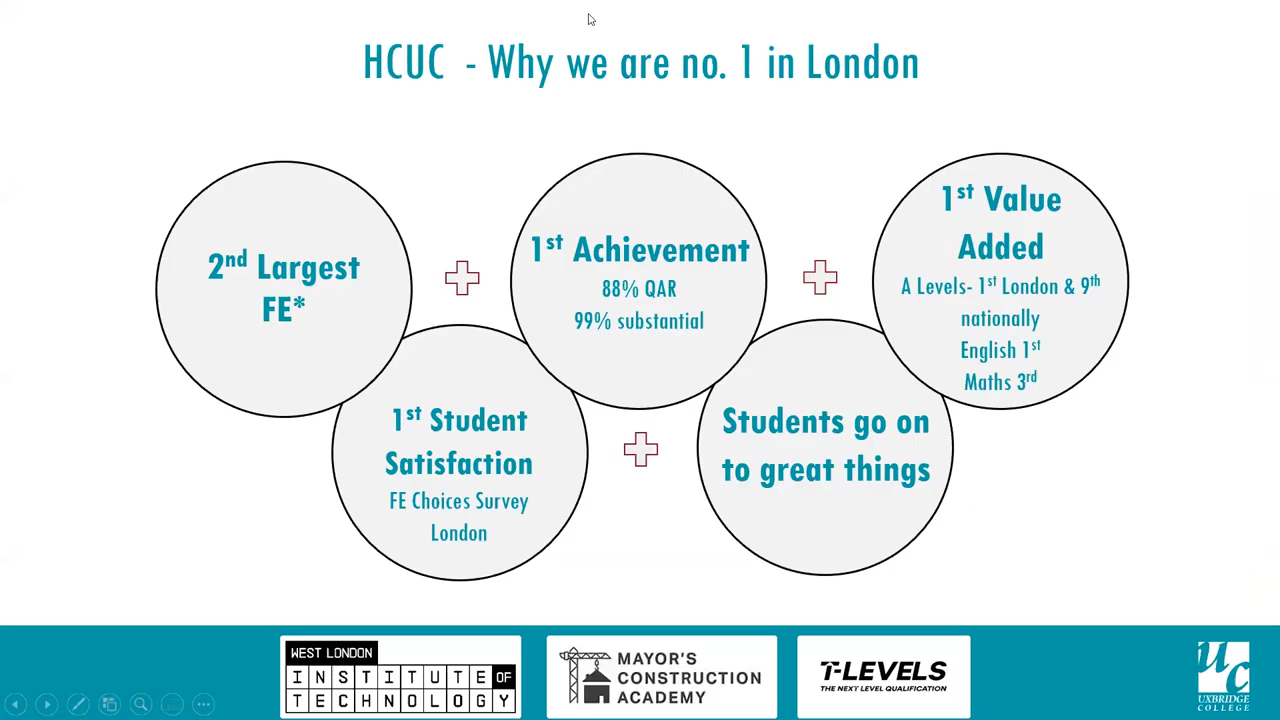 HCUC - Why we are no. 1 in London
2nd Largest
FE*
1st Achievement
88% QAR
99% substantial
1st Value
Added
A Levels- 1st London & 9th
nationally
English 1st
Maths 3rd
1st Student
Satisfaction
FE Choices Survey
London
Students go on
to great things
WEST LONDON
INSTITUTE OF
TECHNOLOGY
MAYOR'S
CONSTRUCTION
ACADEMY
T-LEVELS
THE NEXT LEVEL QUALIFICATION
UC
UXBRIDGE
COLLEGE